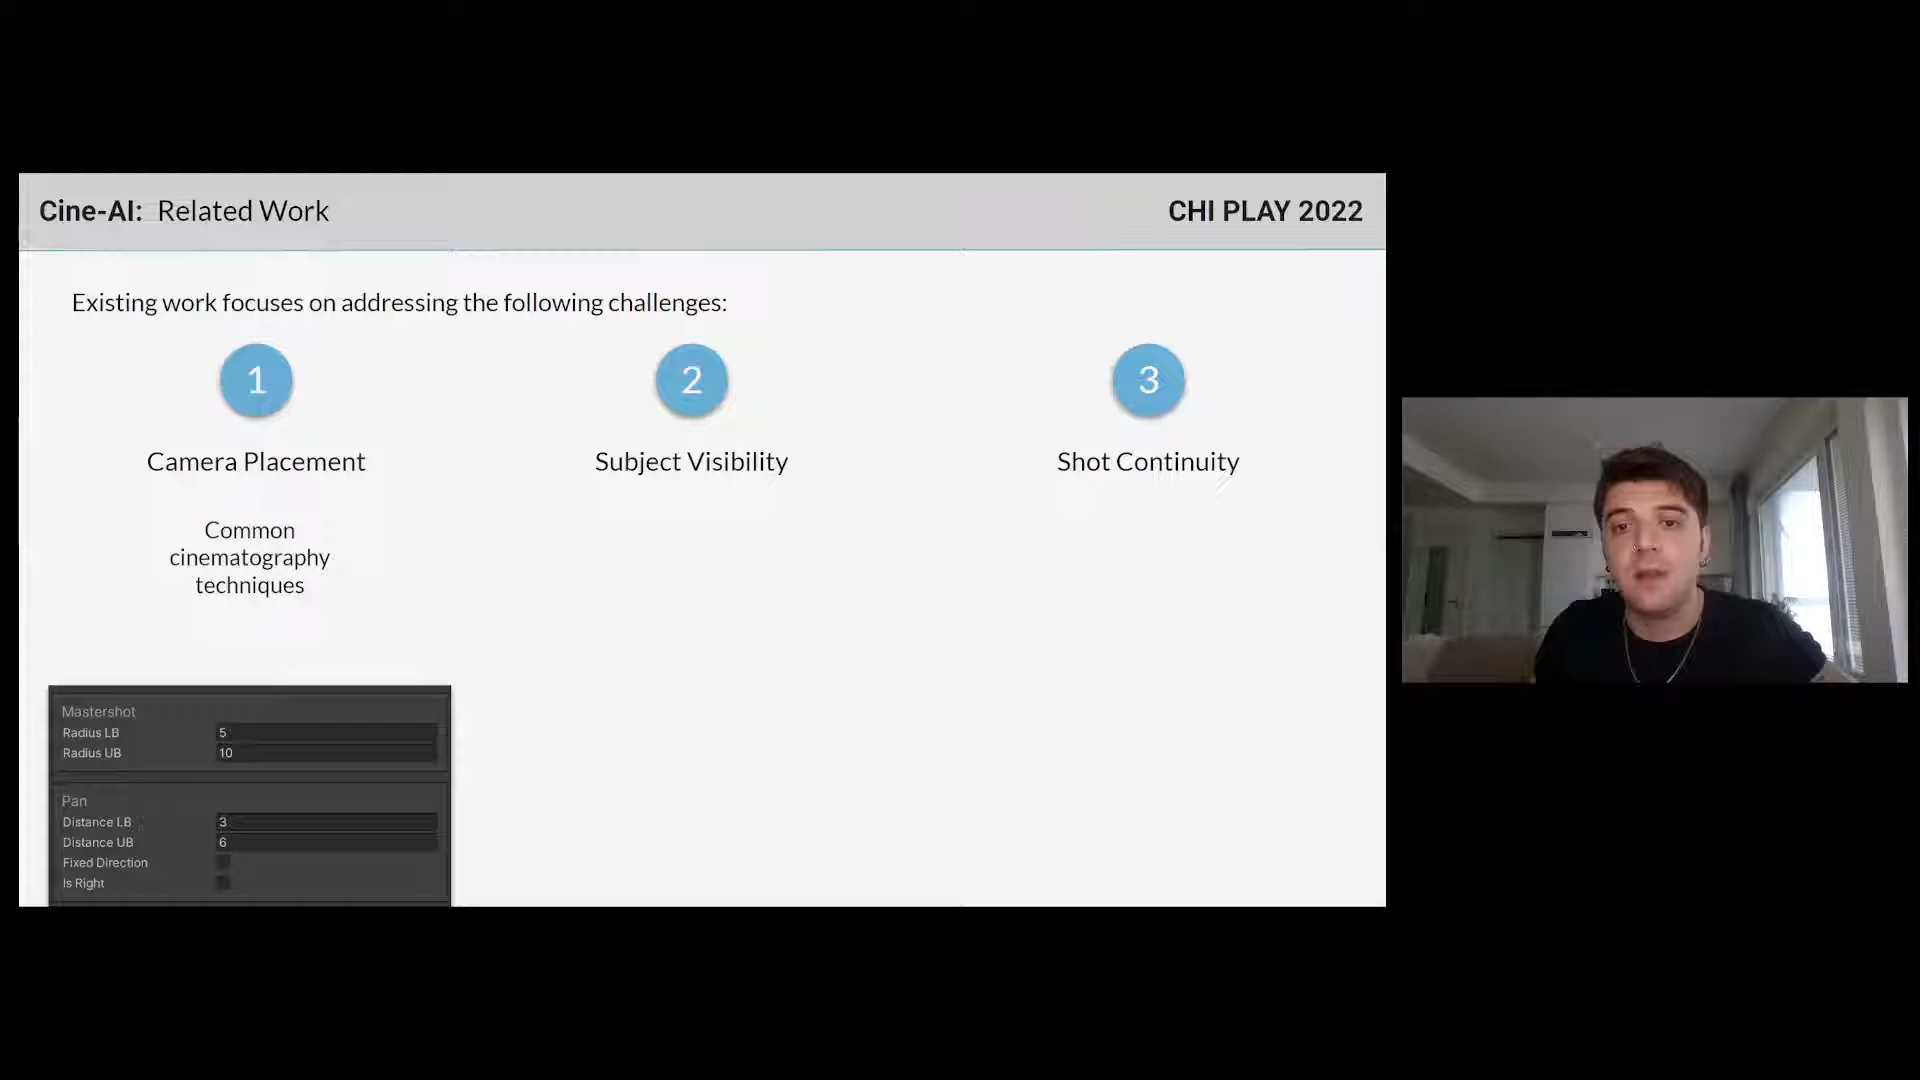 Cine-AI: Related Work
CHI PLAY 2022
Existing work focuses on addressing the following challenges:
1
2
3
Camera Placement
Subject Visibility
Shot Continuity
Common
cinematography
techniques
Mastershot
Radius LB 5
Radius UB 10
Pan
Distance LB 3
Distance UB 6
Fixed Direction
Is Right